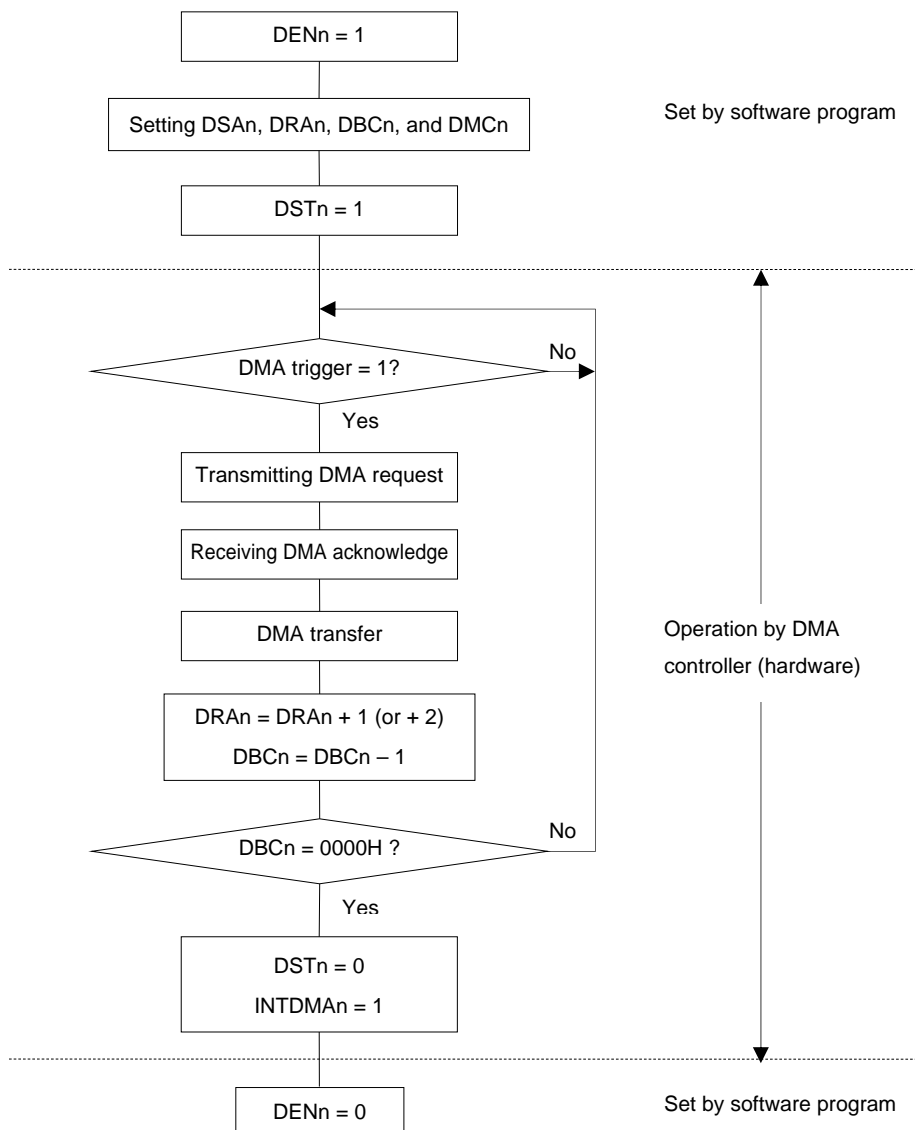 DENn = 1
Setting DSAn, DRAn, DBCn, and DMCn
Set by software program
DSTn = 1
DMA trigger = 1?
No
Yes
Transmitting DMA request
Receiving DMA acknowledge
DMA transfer
Operation by DMA
controller (hardware)
DRAn = DRAn + 1 (or + 2)
DBCn = DBCn – 1
DBCn = 0000H ?
No
Yes
DSTn = 0
INTDMAn = 1
DENn = 0
Set by software program